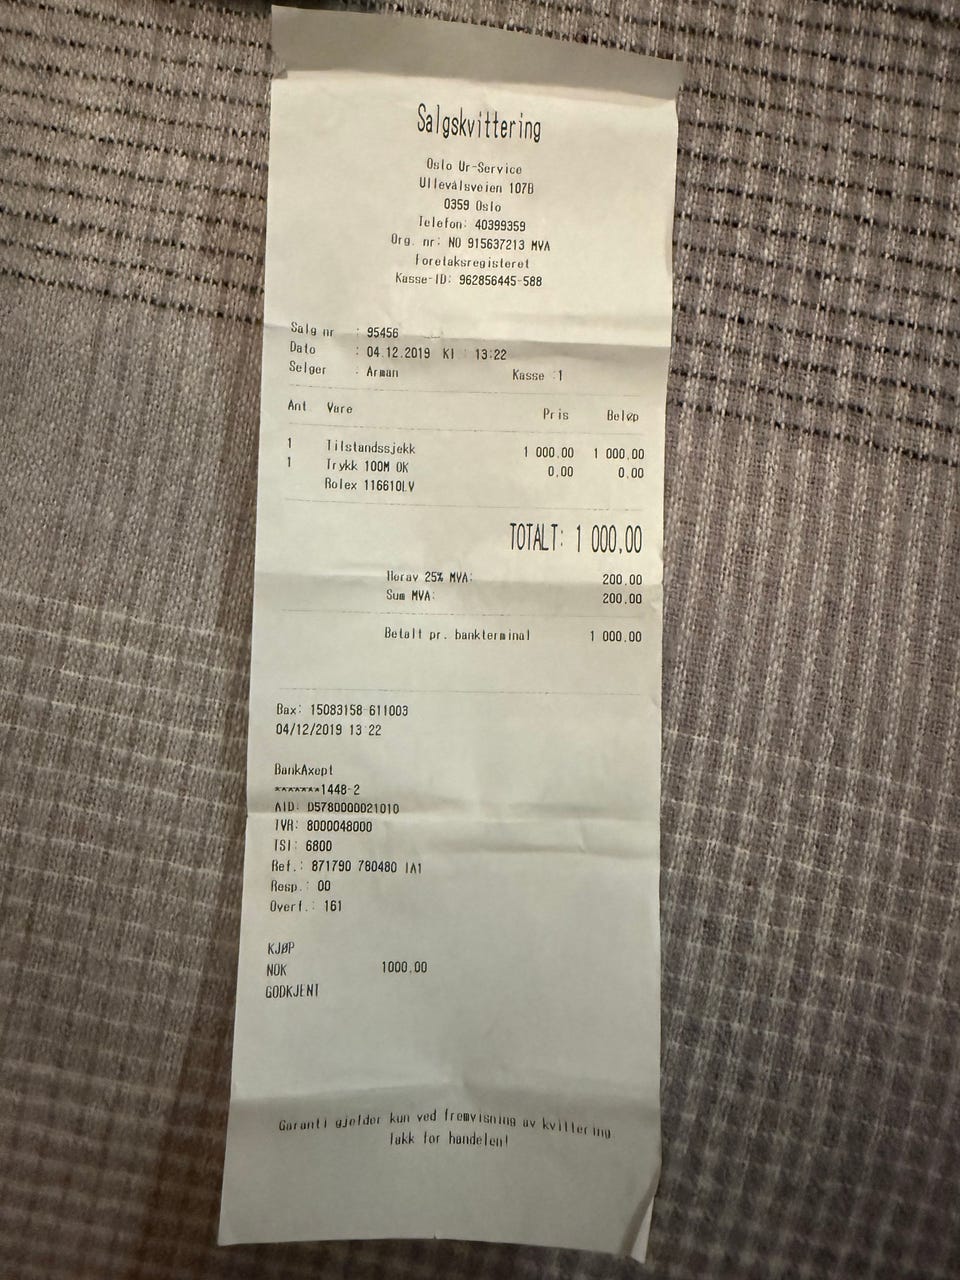 Salgskvittering
Oslo Ur-Service
Ullevålsveien 107B
0359 Oslo
Telefon: 40399359
Org. nr: NO 915637213 MVA
Foretaksregisteret
Kasse-ID: 962856445-588
Salg nr : 95456
Dato : 04.12.2019 Kl : 13:22
Selger : Arman Kasse :1
Ant Vare Pris Beløp
1 Tilstandssjekk 1 000,00 1 000,00
1 Trykk 100M OK 0,00 0,00
Rolex 116610LV
TOTALT: 1 000,00
Herav 25% MVA: 200,00
Sum MVA: 200,00
Betalt pr. bankterminal 1 000,00
Bax: 15083158-611003
04/12/2019 13:22
BankAxept
*******1448-2
AID: D5780000021010
TVR: 8000048000
TSI: 6800
Ref.: 871790 780480 IA1
Resp.: 00
Overf.: 161
KJØP
NOK 1000.00
GODKJENT
Garanti gjelder kun ved fremvisning av kvittering
Takk for handelen!